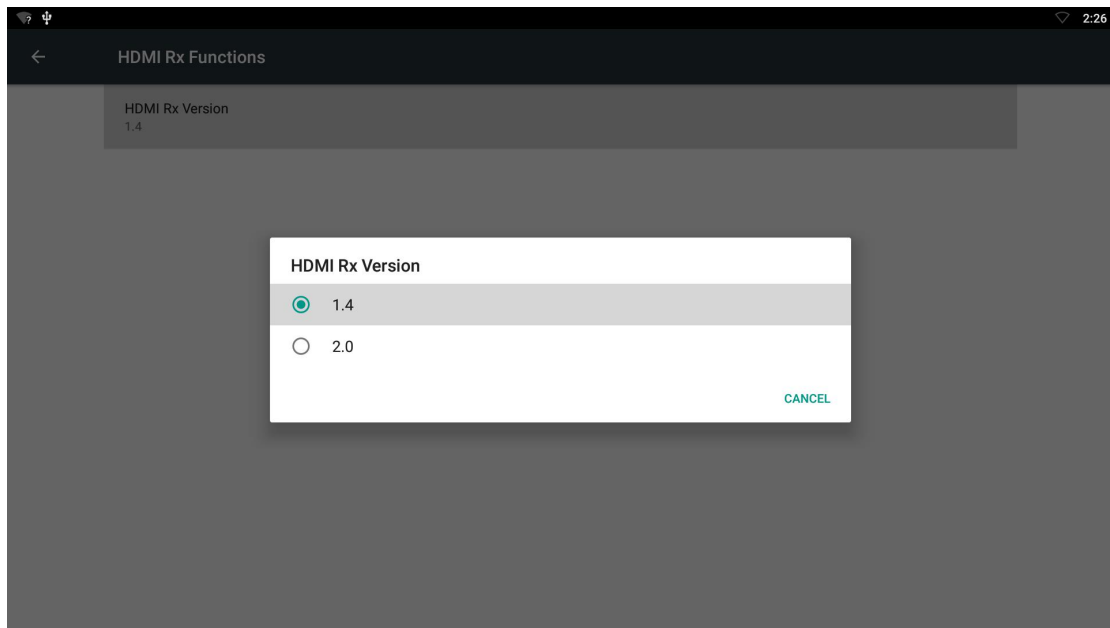 2:26
HDMI Rx Functions
HDMI Rx Version
1.4
HDMI Rx Version
1.4
2.0
CANCEL